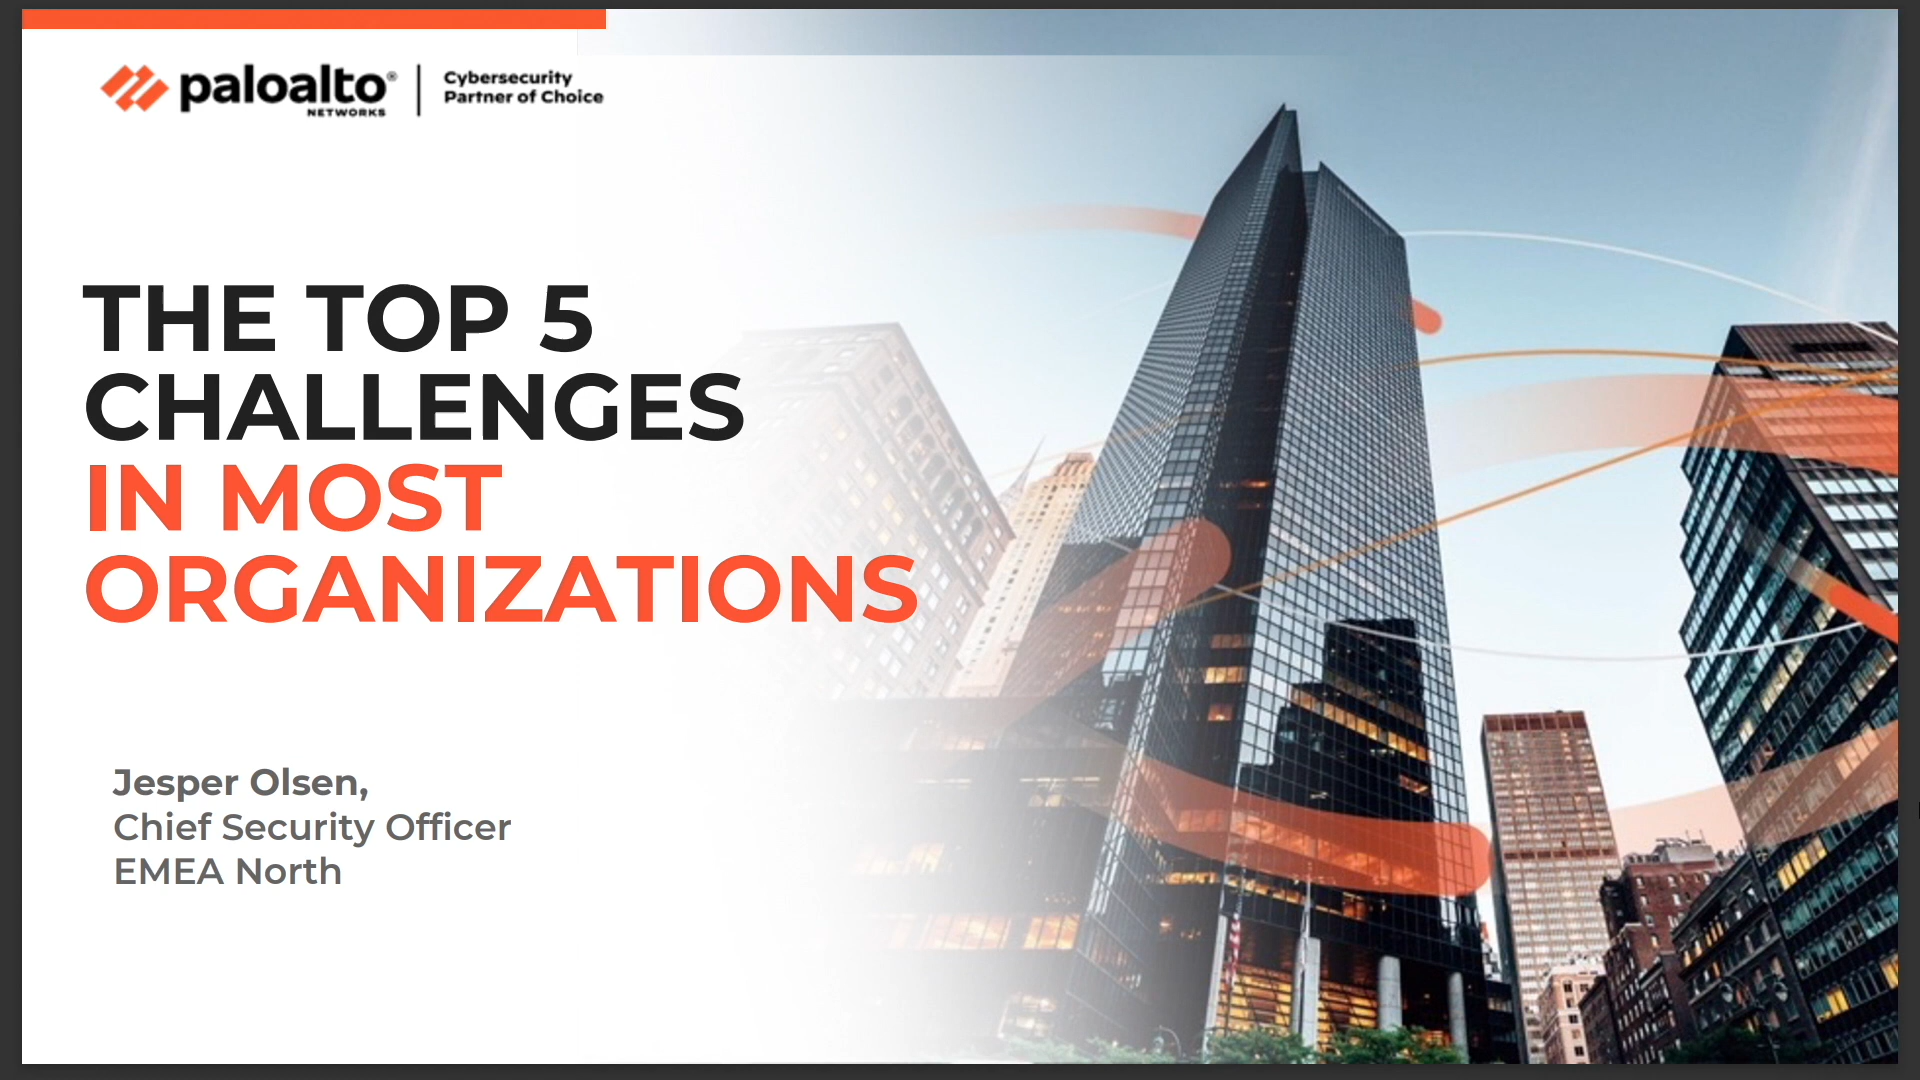 paloalto®
NETWORKS
Cybersecurity
Partner of Choice
THE TOP 5
CHALLENGES
IN MOST
ORGANIZATIONS
Jesper Olsen,
Chief Security Officer
EMEA North